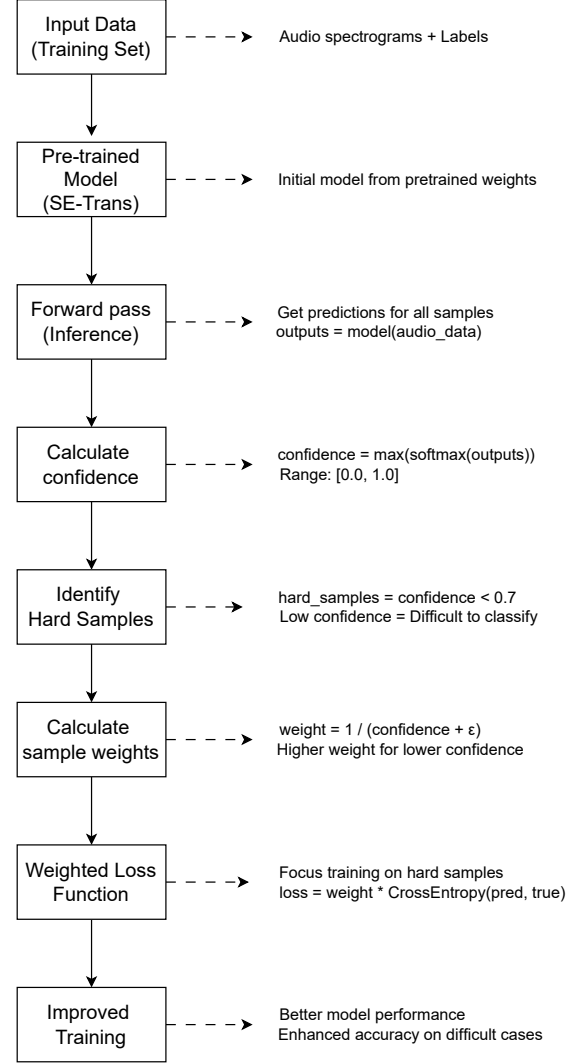 Input Data
(Training Set)
Audio spectrograms + Labels
Pre-trained
Model
(SE-Trans)
Initial model from pretrained weights
Forward pass
(Inference)
Get predictions for all samples
outputs = model(audio_data)
Calculate
confidence
confidence = max(softmax(outputs))
Range: [0.0, 1.0]
Identify
Hard Samples
hard_samples = confidence < 0.7
Low confidence = Difficult to classify
Calculate
sample weights
weight = 1 / (confidence + ε)
Higher weight for lower confidence
Weighted Loss
Function
Focus training on hard samples
loss = weight * CrossEntropy(pred, true)
Improved
Training
Better model performance
Enhanced accuracy on difficult cases